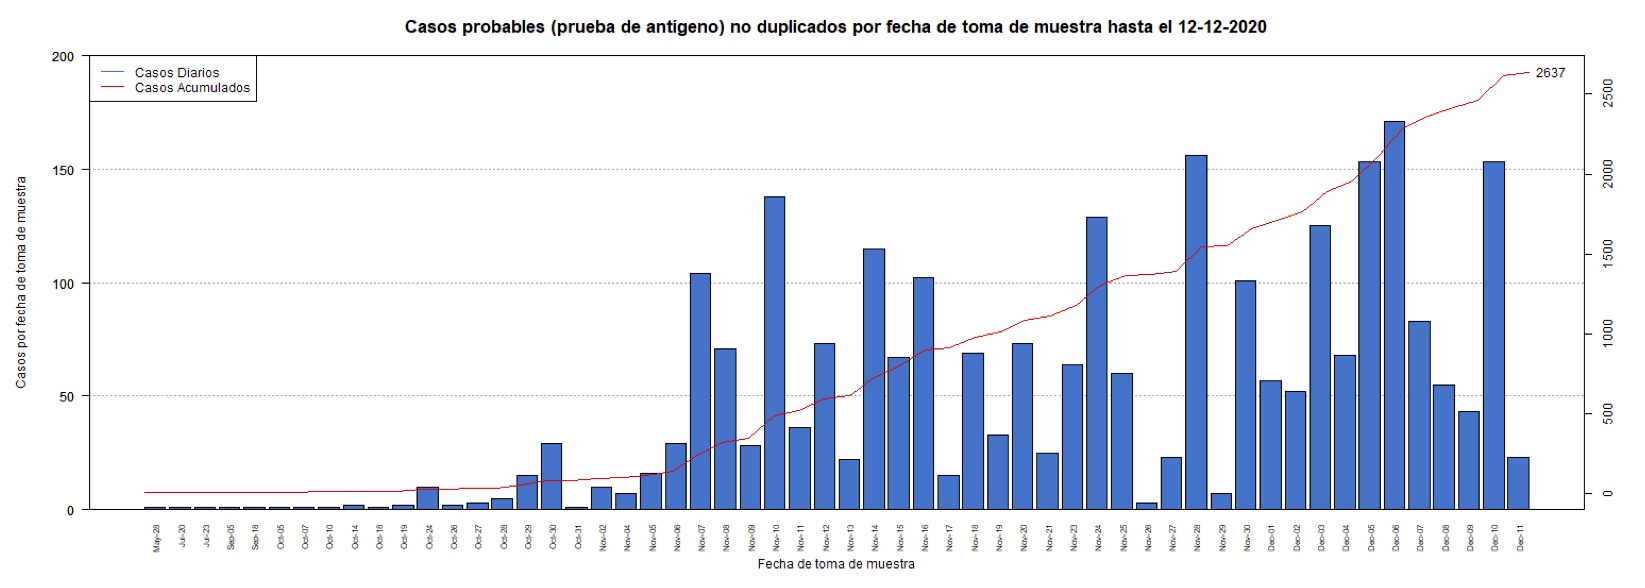 Casos probables (prueba de antígeno) no duplicados por fecha de toma de muestra hasta el 12-12-2020
Casos Diarios
Casos Acumulados
2637
Casos por fecha de toma de muestra
200
150
100
50
0
2500
2000
1500
1000
500
0
May-28
Jul-20
Jul-23
Sep-05
Sep-18
Oct-05
Oct-07
Oct-10
Oct-14
Oct-18
Oct-19
Oct-24
Oct-26
Oct-27
Oct-28
Oct-29
Oct-30
Oct-31
Nov-02
Nov-04
Nov-05
Nov-06
Nov-07
Nov-08
Nov-09
Nov-10
Nov-11
Nov-12
Nov-13
Nov-14
Nov-15
Nov-16
Nov-17
Nov-18
Nov-19
Nov-20
Nov-21
Nov-23
Nov-24
Nov-25
Nov-26
Nov-27
Nov-28
Nov-29
Nov-30
Dec-01
Dec-02
Dec-03
Dec-04
Dec-05
Dec-06
Dec-07
Dec-08
Dec-09
Dec-10
Dec-11
Fecha de toma de muestra